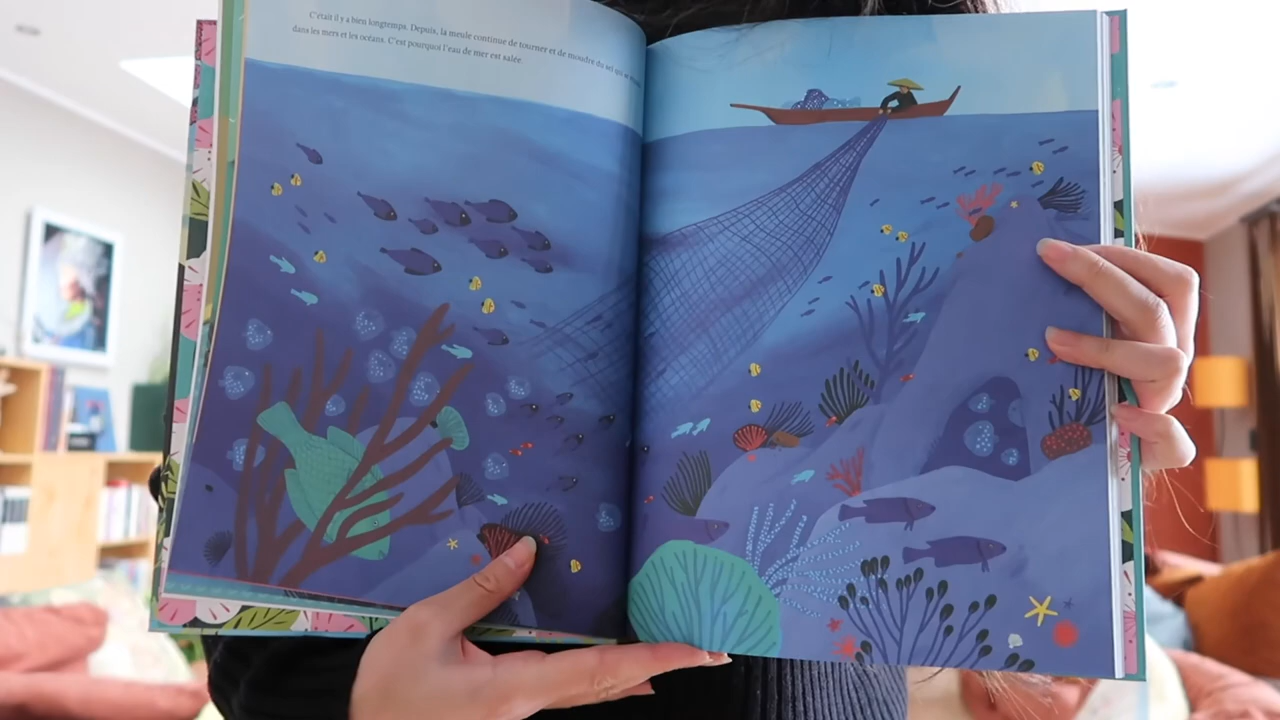 C'était il y a bien longtemps. Depuis, la meule continue de tourner et de moudre du sel qui se
dans les mers et les océans. C'est pourquoi l'eau de mer est salée.